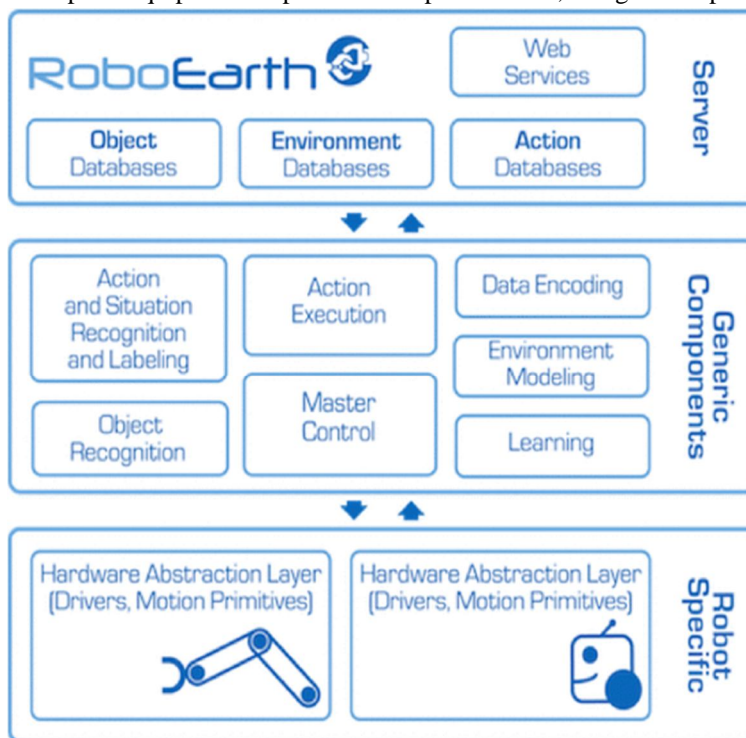 RoboEarth
Web
Services
Server
Object
Databases
Environment
Databases
Action
Databases
Action
and Situation
Recognition
and Labeling
Action
Execution
Data Encoding
Environment
Modeling
Object
Recognition
Master
Control
Learning
Generic
Components
Hardware Abstraction Layer
(Drivers, Motion Primitives)
Hardware Abstraction Layer
(Drivers, Motion Primitives)
Robot
Specific